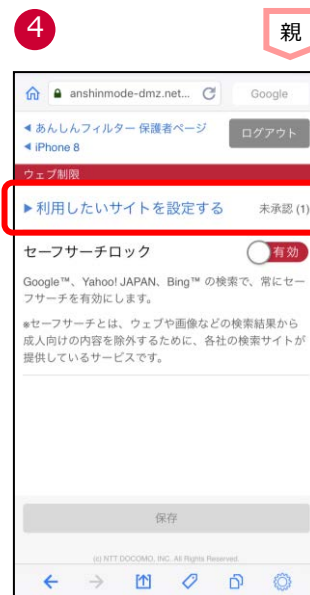 4
親
anshinmode-dmz.net...
Google
◀ あんしんフィルター 保護者ページ
ログアウト
◀ iPhone 8
ウェブ制限
▶利用したいサイトを設定する 未承認 (1)
セーフサーチロック
有効
Google™、Yahoo! JAPAN、Bing™ の検索で、常にセー
フサーチを有効にします。
※セーフサーチとは、ウェブや画像などの検索結果から
成人向けの内容を除外するために、各社の検索サイトが
提供しているサービスです。
保存
(c) NTT DOCOMO, INC. All Rights Reserved.